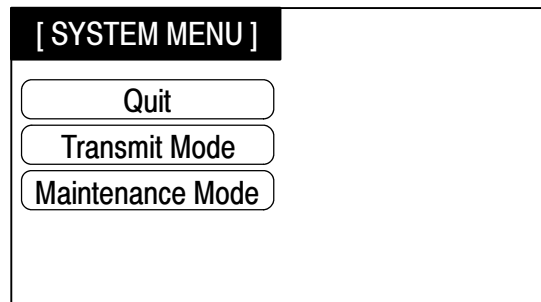 [ SYSTEM MENU ]
Quit
Transmit Mode
Maintenance Mode